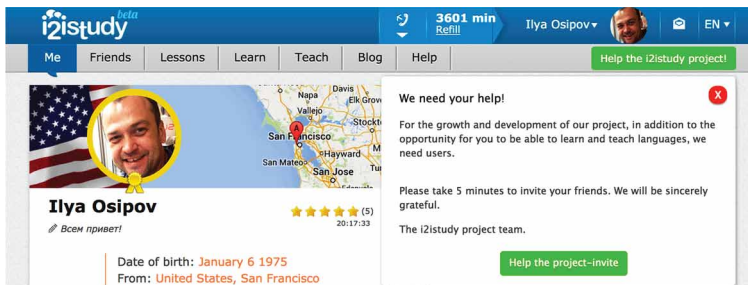 i2istudy beta
3601 min
Refill
Ilya Osipov
EN
Me Friends Lessons Learn Teach Blog Help
Help the i2istudy project!
Napa Davis
Elk Grov
Vallejo
Stockt
San Francisco
A
Hayward M
San Mateo
San Jose Tu
Ilya Osipov
(5)
20:17:33
Всем привет!
Date of birth: January 6 1975
From: United States, San Francisco
We need your help!
X
For the growth and development of our project, in addition to the
opportunity for you to be able to learn and teach languages, we
need users.
Please take 5 minutes to invite your friends. We will be sincerely
grateful.
The i2istudy project team.
Help the project-invite